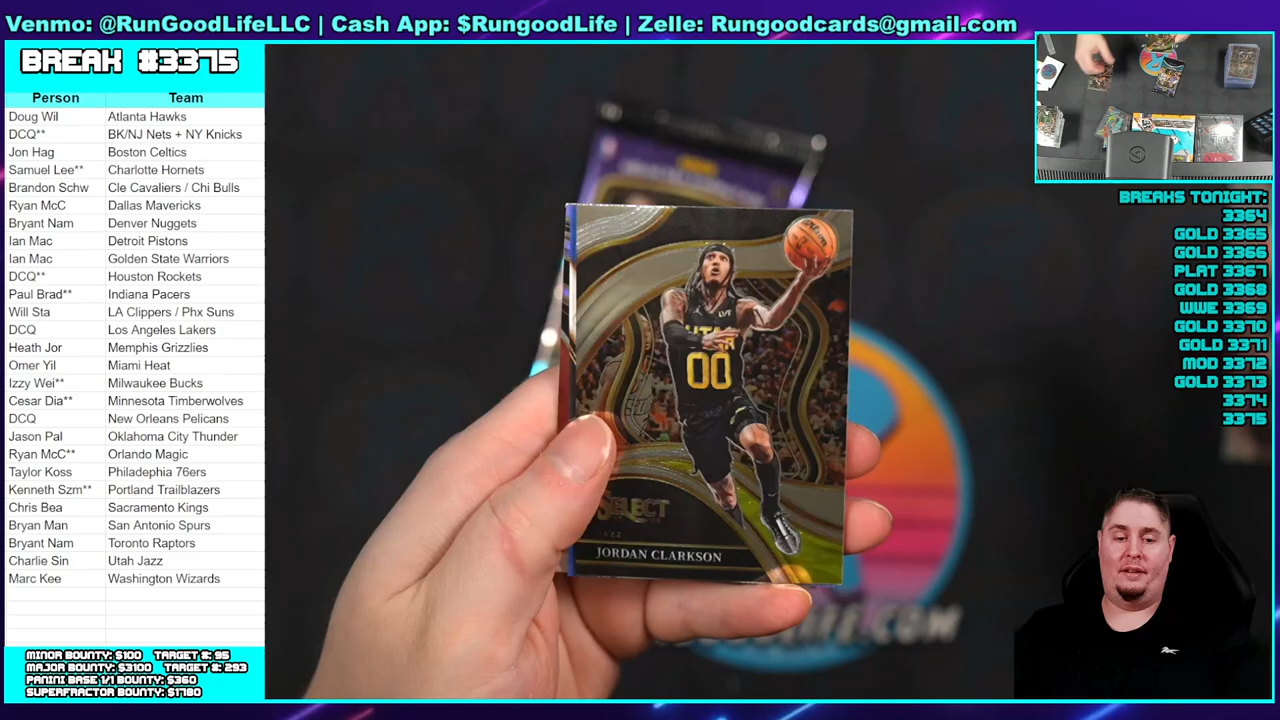 Venmo: @RunGoodLifeLLC | Cash App: $RungoodLife | Zelle: Rungoodcards@gmail.com
BREAK #3375
Person Team
Doug Wil Atlanta Hawks
DCQ** BK/NJ Nets + NY Knicks
Jon Hag Boston Celtics
Samuel Lee** Charlotte Hornets
Brandon Schw Cle Cavaliers / Chi Bulls
Ryan McC Dallas Mavericks
Bryant Nam Denver Nuggets
Ian Mac Detroit Pistons
Ian Mac Golden State Warriors
DCQ** Houston Rockets
Paul Brad** Indiana Pacers
Will Sta LA Clippers / Phx Suns
DCQ Los Angeles Lakers
Heath Jor Memphis Grizzlies
Omer Yil Miami Heat
Izzy Wei** Milwaukee Bucks
Cesar Dia** Minnesota Timberwolves
DCQ New Orleans Pelicans
Jason Pal Oklahoma City Thunder
Ryan McC** Orlando Magic
Taylor Koss Philadephia 76ers
Kenneth Szm** Portland Trailblazers
Chris Bea Sacramento Kings
Bryan Man San Antonio Spurs
Bryant Nam Toronto Raptors
Charlie Sin Utah Jazz
Marc Kee Washington Wizards
MINOR BOUNTY: $100 TARGET #: 95
MAJOR BOUNTY: $3100 TARGET #: 293
PANINI BASE 1/1 BOUNTY: $360
SUPERFRACTOR BOUNTY: $1780
Wilson
UTAH
00
SELECT
JORDAN CLARKSON
BREAKS TONIGHT:
3364
GOLD 3365
GOLD 3366
PLAT 3367
GOLD 3368
WWE 3369
GOLD 3370
GOLD 3371
MOD 3372
GOLD 3373
3374
3375